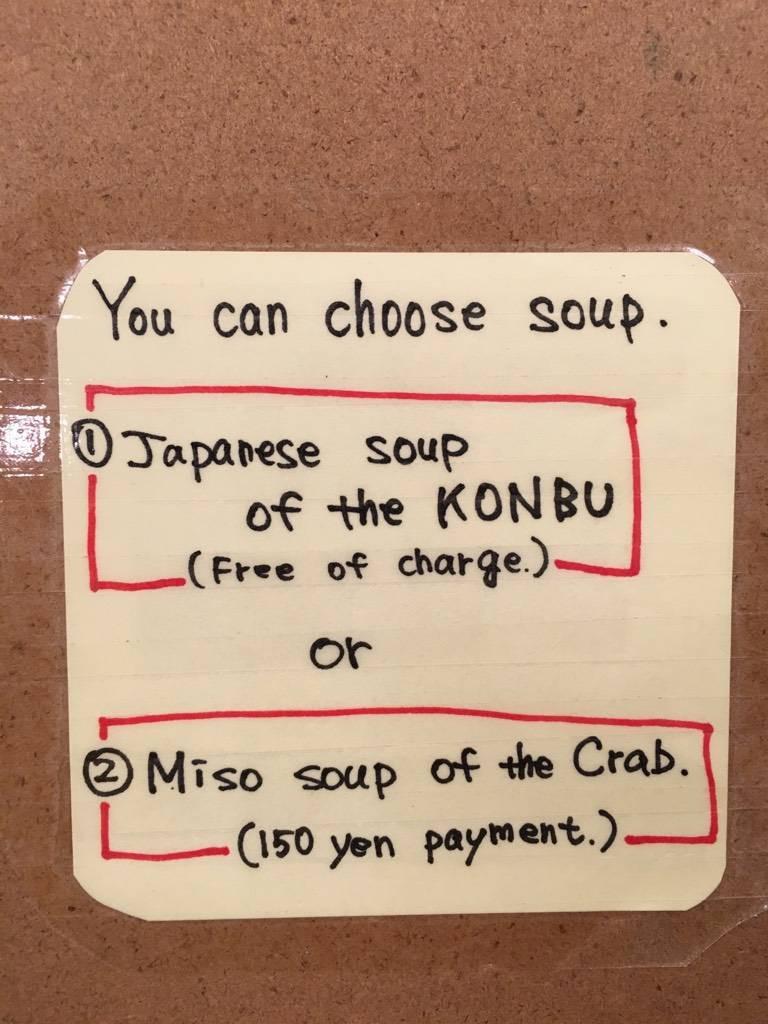 You can choose soup.
① Japanese soup
of the KONBU
(Free of charge.)
or
② Miso soup of the Crab.
(150 yen payment.)